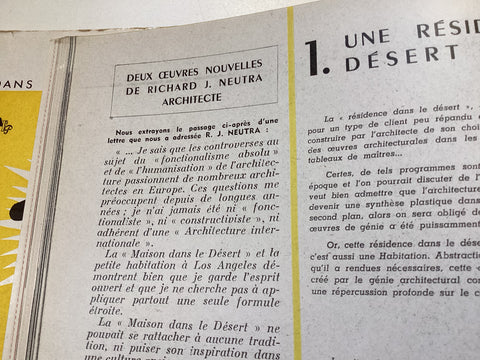 DANS
DEUX ŒUVRES NOUVELLES
DE RICHARD J. NEUTRA
ARCHITECTE
Nous extrayons le passage ci-après d'une
lettre que nous a adressée R. J. NEUTRA :
« ... Je sais que les controverses au
sujet du « fonctionalisme absolu »
et de « l'humanisation » de l'architec-
ture passionnent de nombreux archi-
tectes en Europe. Ces questions me
préoccupent depuis de longues an-
nées ; je n'ai jamais été ni « fonc-
tionaliste », ni « constructiviste », ni
adhérent d'une « Architecture inter-
nationale ».
La « Maison dans le Désert » et la
petite habitation à Los Angeles dé-
montrent bien que je garde l'esprit
ouvert et que je ne cherche pas à ap-
pliquer partout une seule formule
étroite.
La « Maison dans le Désert » ne
pouvait se rattacher à aucune tradi-
tion, ni puiser son inspiration dans
une culture
1. UNE RÉSID
DÉSERT
La « résidence dans le désert »,
pour un type de client peu répandu
construire par l'architecte de son choi
des œuvres architecturales dans les
tableaux de maîtres...
Certes, de tels programmes sont
époque et l'on pourrait discuter de l'
veut bien admettre que l'architecture
devenir une synthèse plastique dans
second plan, alors on sera obligé de
œuvres de génie a été puissamment
Or, cette résidence dans le dése
c'est aussi une Habitation. Abstractio
qu'il a rendues nécessaires, cette «
créé par le génie architectural con
une répercussion profonde sur le c